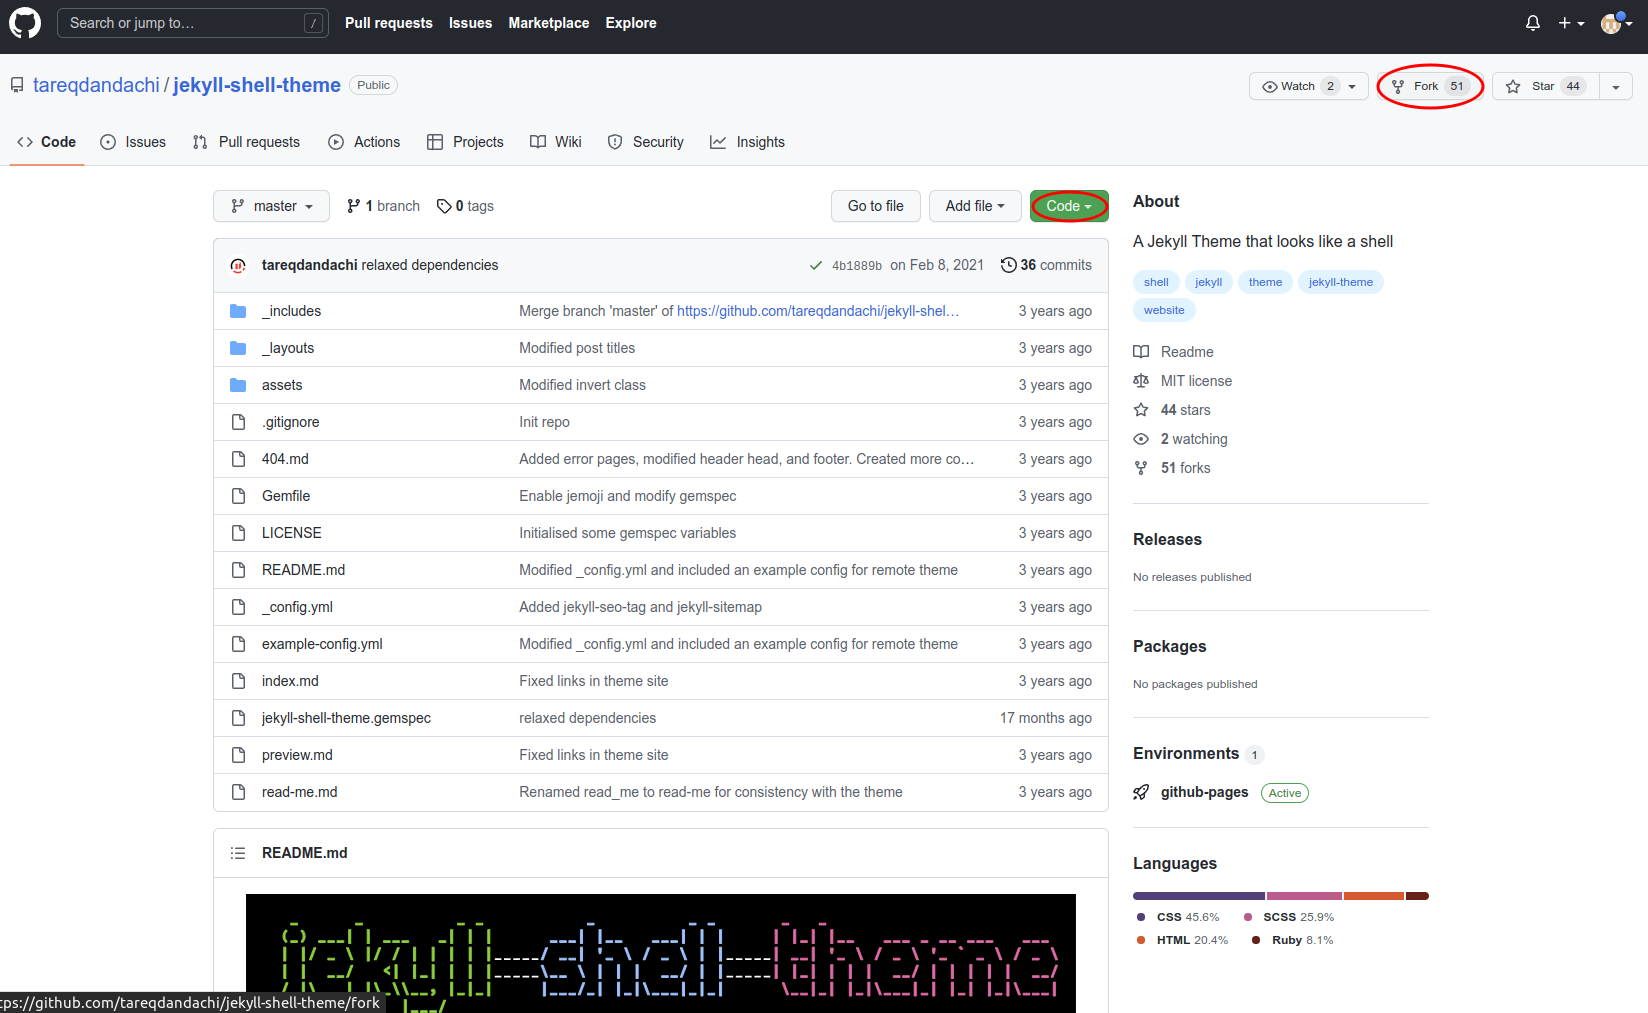 Search or jump to… / Pull requests Issues Marketplace Explore
tareqdandachi / jekyll-shell-theme Public Watch 2 Fork 51 Star 44
Code Issues Pull requests Actions Projects Wiki Security Insights
master 1 branch 0 tags Go to file Add file Code
tareqdandachi relaxed dependencies 4b1889b on Feb 8, 2021 36 commits
_includes Merge branch 'master' of https://github.com/tareqdandachi/jekyll-shel… 3 years ago
_layouts Modified post titles 3 years ago
assets Modified invert class 3 years ago
.gitignore Init repo 3 years ago
404.md Added error pages, modified header head, and footer. Created more co… 3 years ago
Gemfile Enable jemoji and modify gemspec 3 years ago
LICENSE Initialised some gemspec variables 3 years ago
README.md Modified _config.yml and included an example config for remote theme 3 years ago
_config.yml Added jekyll-seo-tag and jekyll-sitemap 3 years ago
example-config.yml Modified _config.yml and included an example config for remote theme 3 years ago
index.md Fixed links in theme site 3 years ago
jekyll-shell-theme.gemspec relaxed dependencies 17 months ago
preview.md Fixed links in theme site 3 years ago
read-me.md Renamed read_me to read-me for consistency with the theme 3 years ago
README.md
jekyll-shell-theme
About
A Jekyll Theme that looks like a shell
shell jekyll theme jekyll-theme
website
Readme
MIT license
44 stars
2 watching
51 forks
Releases
No releases published
Packages
No packages published
Environments 1
github-pages Active
Languages
CSS 45.6% SCSS 25.9%
HTML 20.4% Ruby 8.1%
tps://github.com/tareqdandachi/jekyll-shell-theme/fork